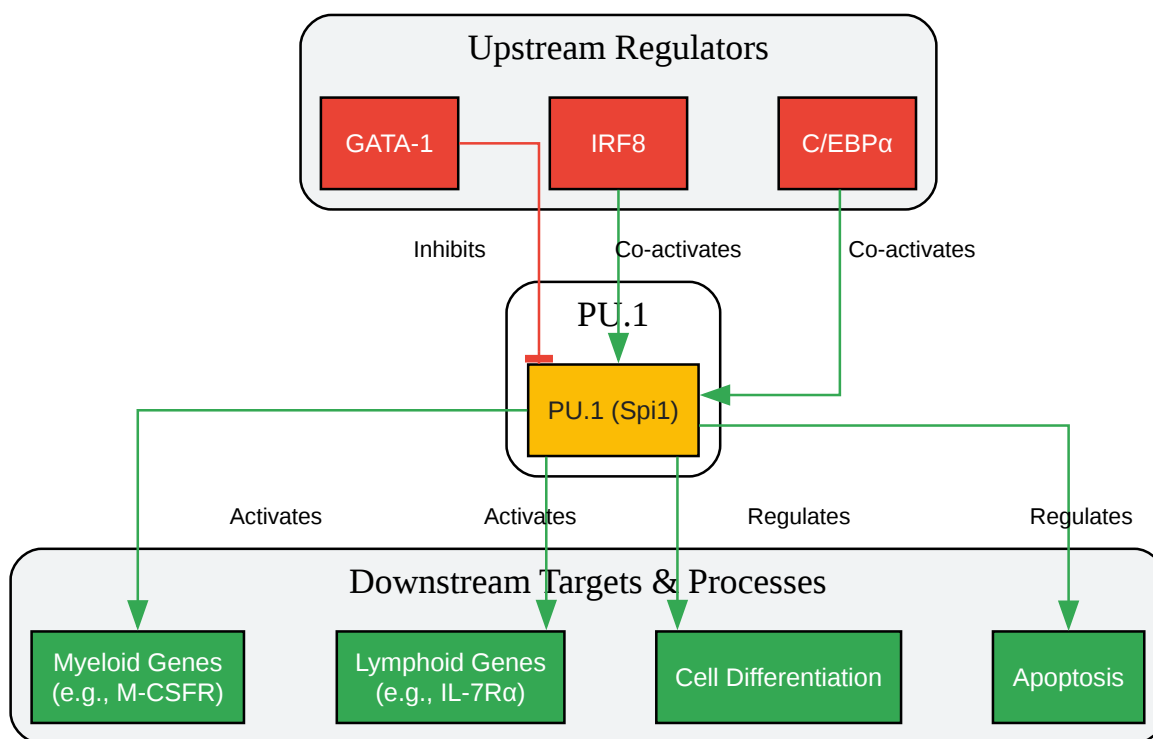 Upstream Regulators
GATA-1
IRF8
C/EBPα
Inhibits
Co-activates
Co-activates
PU.1
PU.1 (Spi1)
Activates
Activates
Regulates
Regulates
Downstream Targets & Processes
Myeloid Genes
(e.g., M-CSFR)
Lymphoid Genes
(e.g., IL-7Rα)
Cell Differentiation
Apoptosis